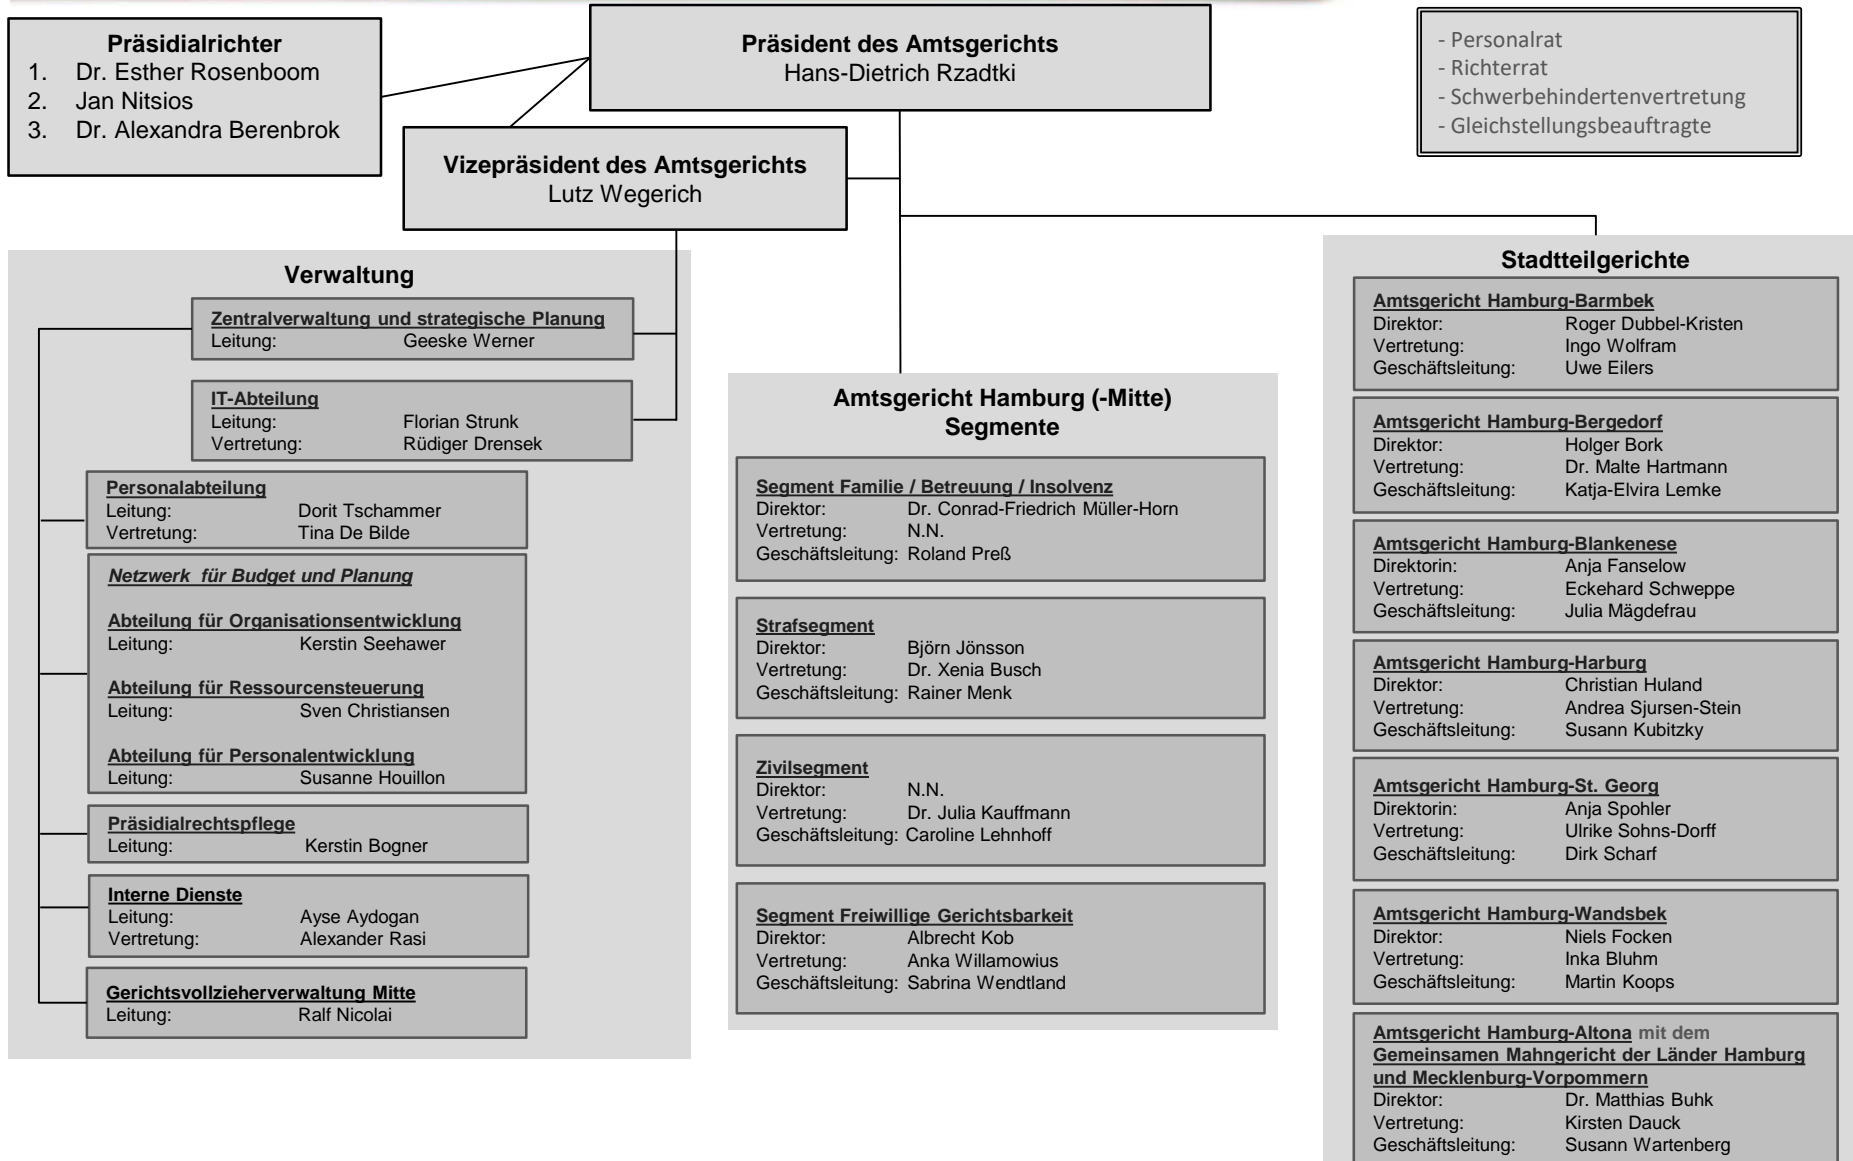 Präsidialrichter
1. Dr. Esther Rosenboom
2. Jan Nitsios
3. Dr. Alexandra Berenbrok
Präsident des Amtsgerichts
Hans-Dietrich Rzadtki
- Personalrat
- Richterrat
- Schwerbehindertenvertretung
- Gleichstellungsbeauftragte
Vizepräsident des Amtsgerichts
Lutz Wegerich
Verwaltung
Zentralverwaltung und strategische Planung
Leitung: Geeske Werner
IT-Abteilung
Leitung: Florian Strunk
Vertretung: Rüdiger Drensek
Personalabteilung
Leitung: Dorit Tschammer
Vertretung: Tina De Bilde
Netzwerk für Budget und Planung
Abteilung für Organisationsentwicklung
Leitung: Kerstin Seehawer
Abteilung für Ressourcensteuerung
Leitung: Sven Christiansen
Abteilung für Personalentwicklung
Leitung: Susanne Houillon
Präsidialrechtspflege
Leitung: Kerstin Bogner
Interne Dienste
Leitung: Ayse Aydogan
Vertretung: Alexander Rasi
Gerichtsvollzieherverwaltung Mitte
Leitung: Ralf Nicolai
Amtsgericht Hamburg (-Mitte)
Segmente
Segment Familie / Betreuung / Insolvenz
Direktor: Dr. Conrad-Friedrich Müller-Horn
Vertretung: N.N.
Geschäftsleitung: Roland Preß
Strafsegment
Direktor: Björn Jönsson
Vertretung: Dr. Xenia Busch
Geschäftsleitung: Rainer Menk
Zivilsegment
Direktor: N.N.
Vertretung: Dr. Julia Kauffmann
Geschäftsleitung: Caroline Lehnhoff
Segment Freiwillige Gerichtsbarkeit
Direktor: Albrecht Kob
Vertretung: Anka Willamowius
Geschäftsleitung: Sabrina Wendtland
Stadtteilgerichte
Amtsgericht Hamburg-Barmbek
Direktor: Roger Dubbel-Kristen
Vertretung: Ingo Wolfram
Geschäftsleitung: Uwe Eilers
Amtsgericht Hamburg-Bergedorf
Direktor: Holger Bork
Vertretung: Dr. Malte Hartmann
Geschäftsleitung: Katja-Elvira Lemke
Amtsgericht Hamburg-Blankenese
Direktorin: Anja Fanselow
Vertretung: Eckehard Schweppe
Geschäftsleitung: Julia Mägdefrau
Amtsgericht Hamburg-Harburg
Direktor: Christian Huland
Vertretung: Andrea Sjursen-Stein
Geschäftsleitung: Susann Kubitzky
Amtsgericht Hamburg-St. Georg
Direktorin: Anja Spohler
Vertretung: Ulrike Sohns-Dorff
Geschäftsleitung: Dirk Scharf
Amtsgericht Hamburg-Wandsbek
Direktor: Niels Focken
Vertretung: Inka Bluhm
Geschäftsleitung: Martin Koops
Amtsgericht Hamburg-Altona mit dem
Gemeinsamen Mahngericht der Länder Hamburg
und Mecklenburg-Vorpommern
Direktor: Dr. Matthias Buhk
Vertretung: Kirsten Dauck
Geschäftsleitung: Susann Wartenberg